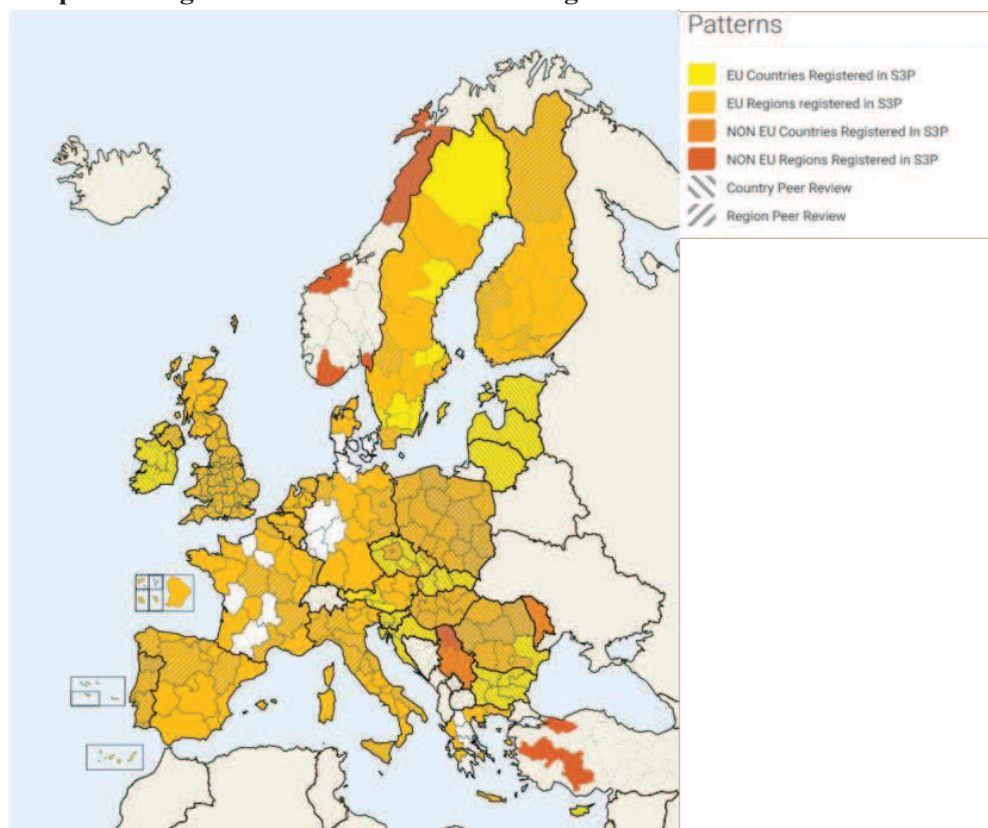 Patterns
EU Countries Registered in S3P
EU Regions registered in S3P
NON EU Countries Registered In S3P
NON EU Regions Registered in S3P
Country Peer Review
Region Peer Review